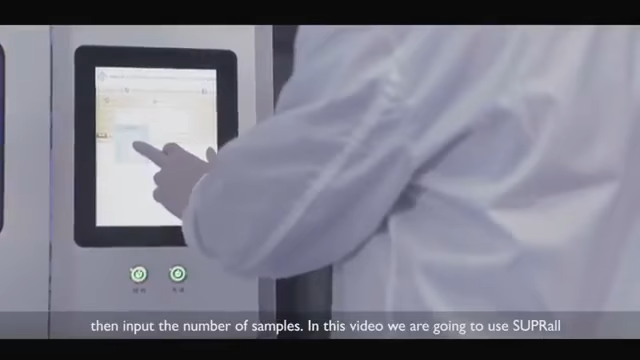 then input the number of samples. In this video we are going to use SUPRall